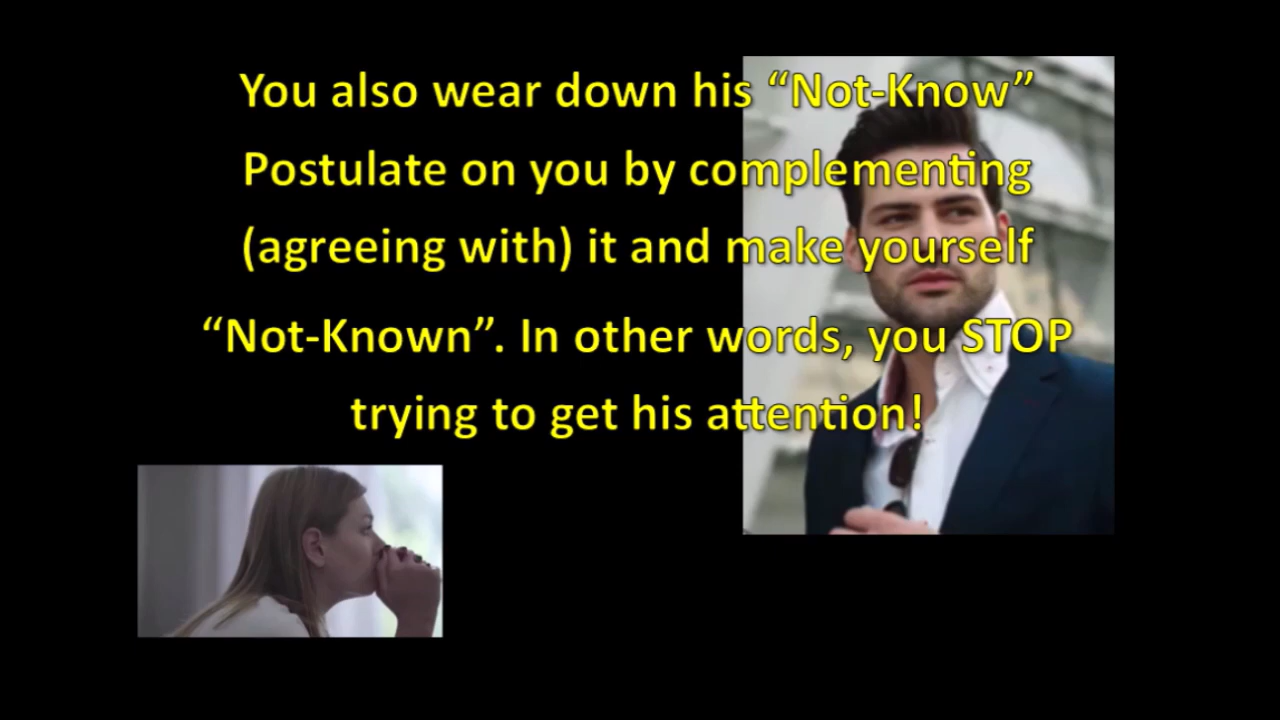 You also wear down his “Not-Know”
Postulate on you by complementing
(agreeing with) it and make yourself
“Not-Known”. In other words, you STOP
trying to get his attention!